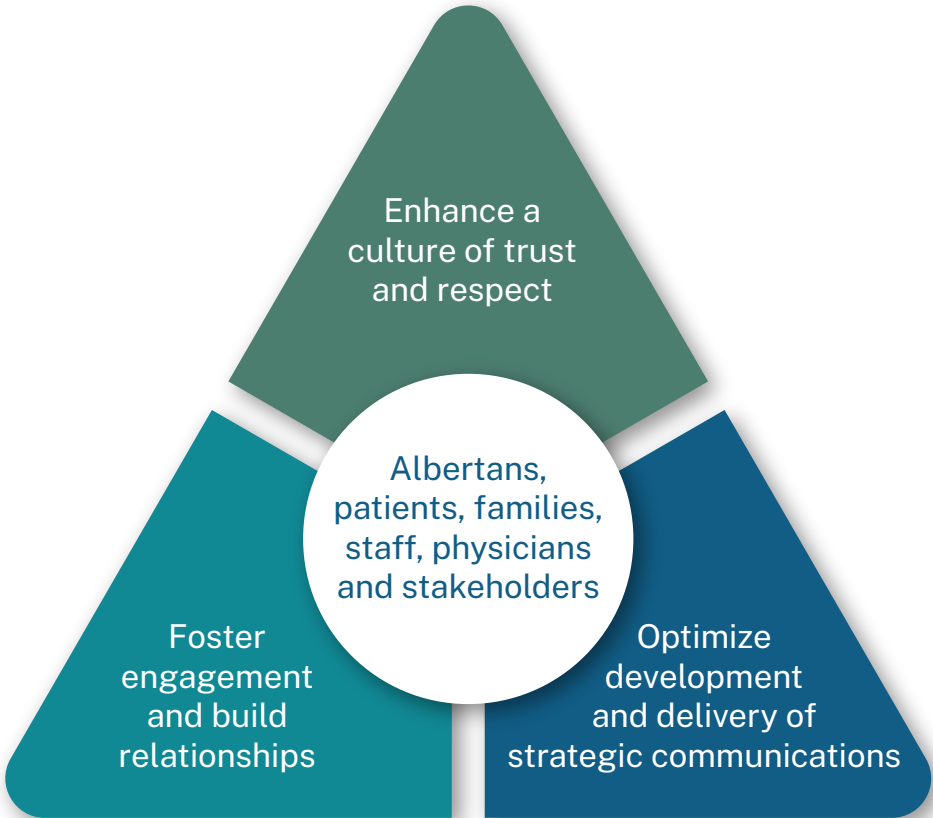 Enhance a
culture of trust
and respect
Albertans,
patients, families,
staff, physicians
and stakeholders
Foster
engagement
and build
relationships
Optimize
development
and delivery of
strategic communications